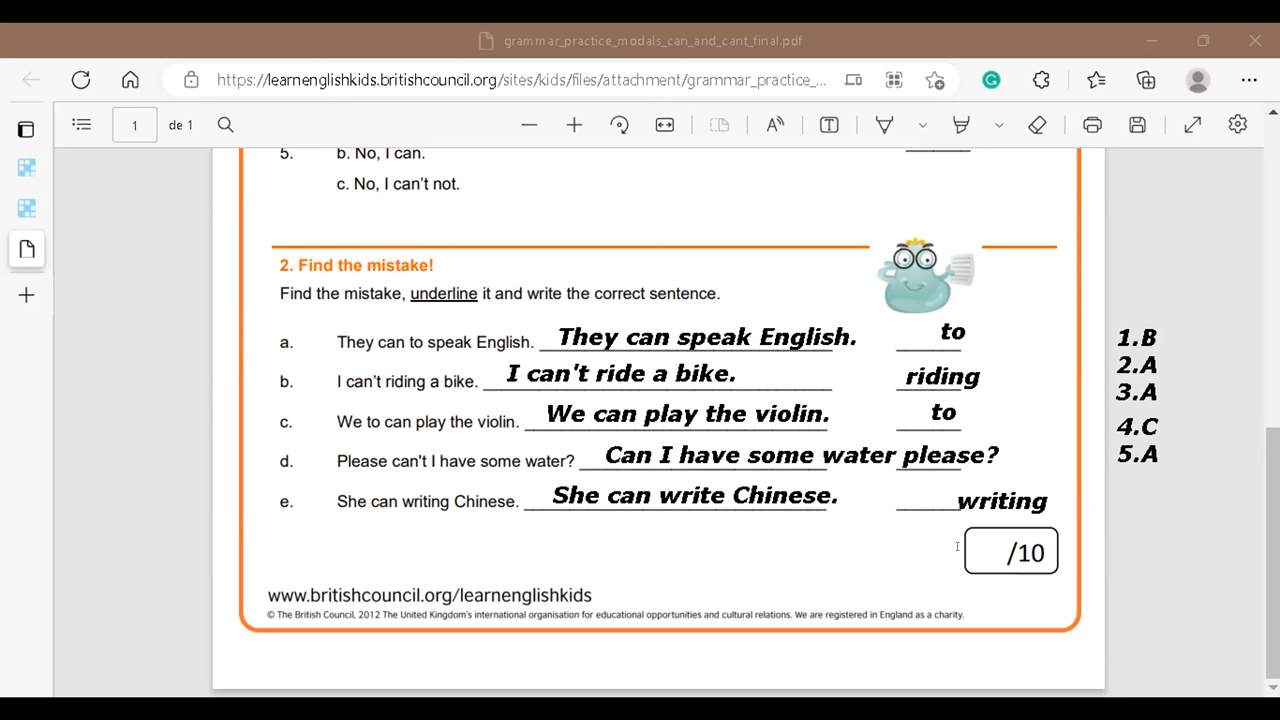 grammar_practice_modals_can_and_cant_final.pdf
https://learnenglishkids.britishcouncil.org/sites/kids/files/attachment/grammar_practice_...
1 de 1
5. b. No, I can.
c. No, I can't not.
2. Find the mistake!
Find the mistake, underline it and write the correct sentence.
a. They can to speak English. They can speak English. to
b. I can't riding a bike. I can't ride a bike. riding
c. We to can play the violin. We can play the violin. to
d. Please can't I have some water? Can I have some water please?
e. She can writing Chinese. She can write Chinese. writing
/10
1.B
2.A
3.A
4.C
5.A
www.britishcouncil.org/learnenglishkids
© The British Council, 2012 The United Kingdom's international organisation for educational opportunities and cultural relations. We are registered in England as a charity.